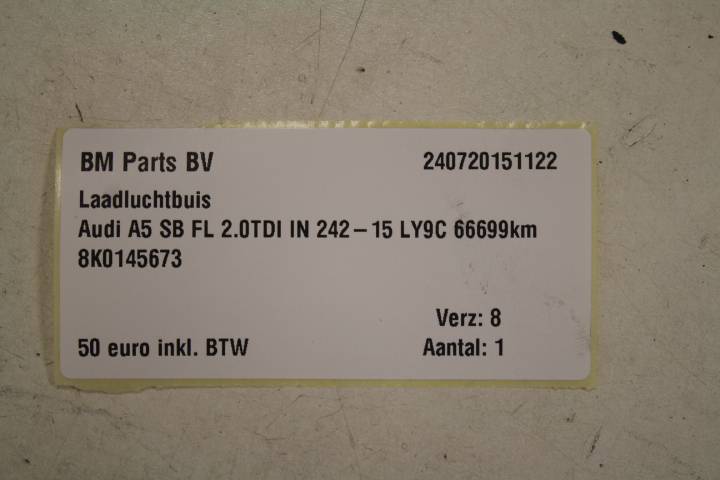 BM Parts BV 240720151122
Laadluchtbuis
Audi A5 SB FL 2.0TDI IN 242-15 LY9C 66699km
8K0145673
Verz: 8
50 euro inkl. BTW Aantal: 1